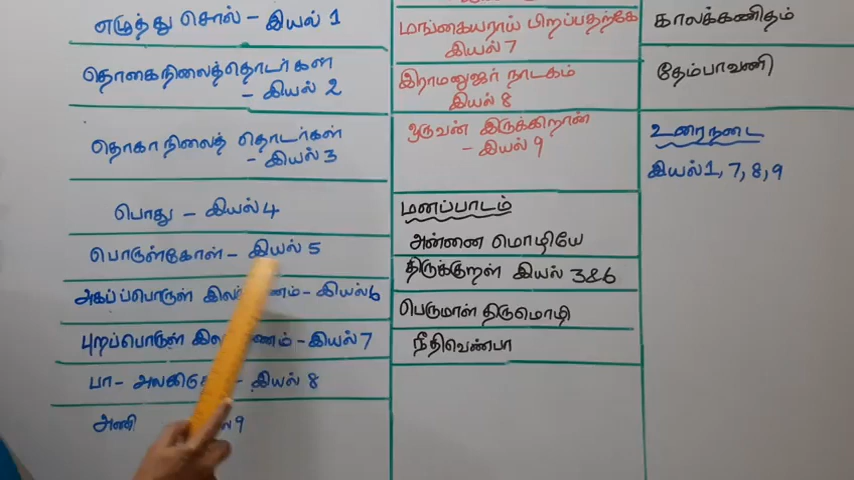 எழுத்து சொல் - இயல் 1
தொகைநிலைத்தொடர்கள்
- இயல் 2
தொகா நிலைத் தொடர்கள்
- இயல் 3
பொது - இயல் 4
பொருள்கோள் - இயல் 5
அகப்பொருள் - இயல் 6
புறப்பொருள் - இயல் 7
பா - - இயல் 8
அணி 9
மங்கையராய் பிறப்பதற்கே
இயல் 7
இராமனுஜர் நாடகம்
இயல் 8
ஒருவன் இருக்கிறான்
- இயல் 9
மனப்பாடம்
அன்னை மொழியே
திருக்குறள் இயல் 3&6
பெருமாள் திருமொழி
நீதிவெண்பா
காலக்கணிதம்
தேம்பாவணி
உரைநடை
இயல் 1, 7, 8, 9